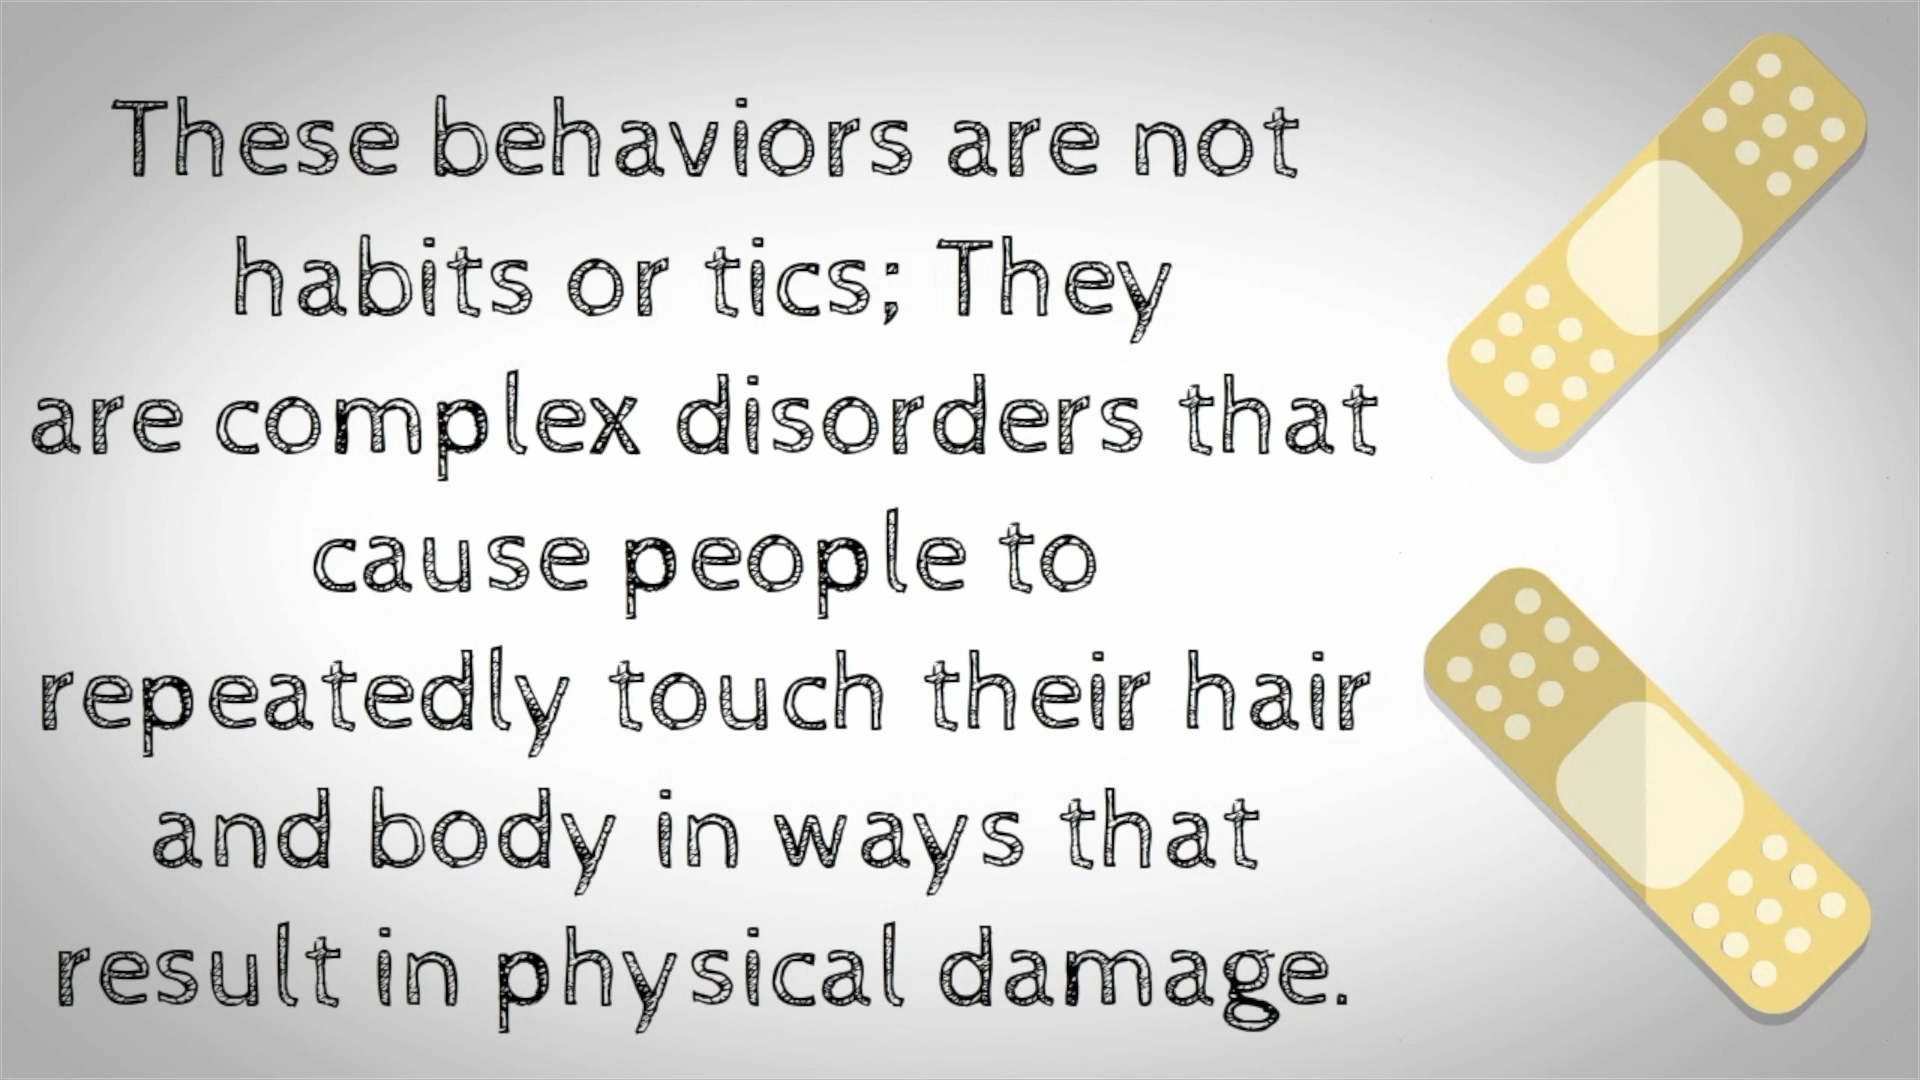 These behaviors are not
habits or tics; They
are complex disorders that
cause people to
repeatedly touch their hair
and body in ways that
result in physical damage.